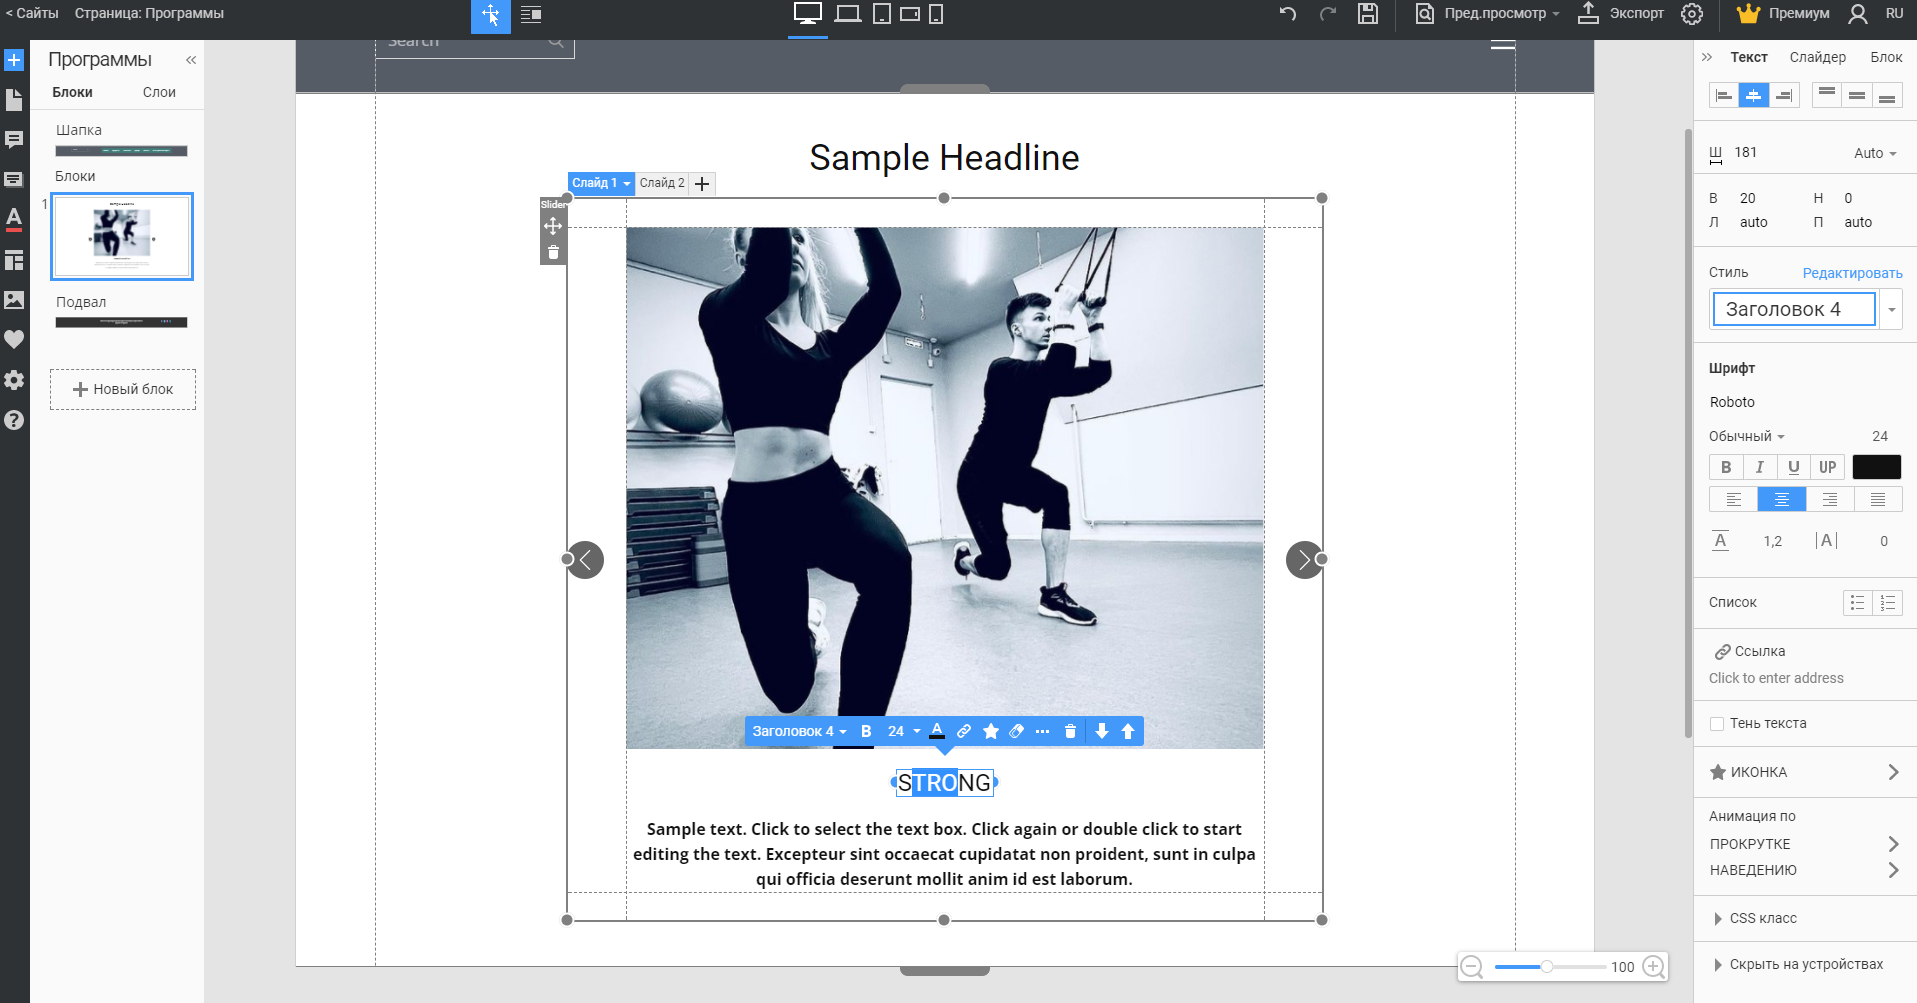 < Сайты
Страница: Программы
Пред.просмотр
Экспорт
Премиум
RU
Программы
Блоки
Слои
Шапка
Блоки
1
Подвал
Новый блок
Search
Sample Headline
Слайд 1
Слайд 2
Slider
Заголовок 4
B
24
A
STRONG
Sample text. Click to select the text box. Click again or double click to start
editing the text. Excepteur sint occaecat cupidatat non proident, sunt in culpa
qui officia deserunt mollit anim id est laborum.
100
Текст
Слайдер
Блок
Ш 181
Auto
В 20 Н 0
Л auto П auto
Стиль
Редактировать
Заголовок 4
Шрифт
Roboto
Обычный
24
B I U UP
A 1,2 A 0
Список
Ссылка
Click to enter address
Тень текста
ИКОНКА
Анимация по
ПРОКРУТКЕ
НАВЕДЕНИЮ
CSS класс
Скрыть на устройствах